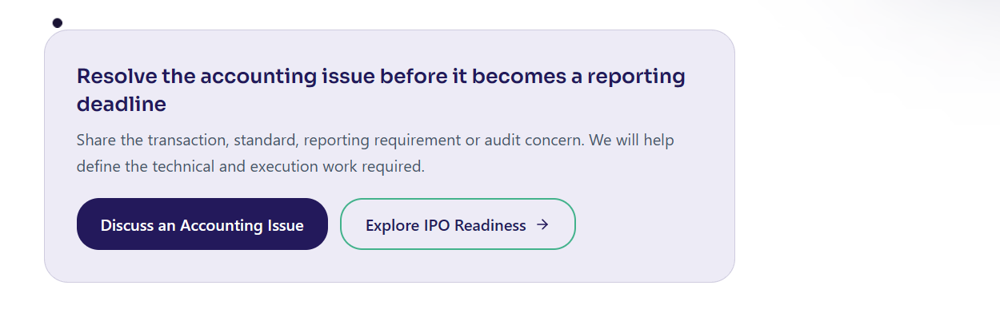 Resolve the accounting issue before it becomes a reporting
deadline
Share the transaction, standard, reporting requirement or audit concern. We will help
define the technical and execution work required.
Discuss an Accounting Issue
Explore IPO Readiness →